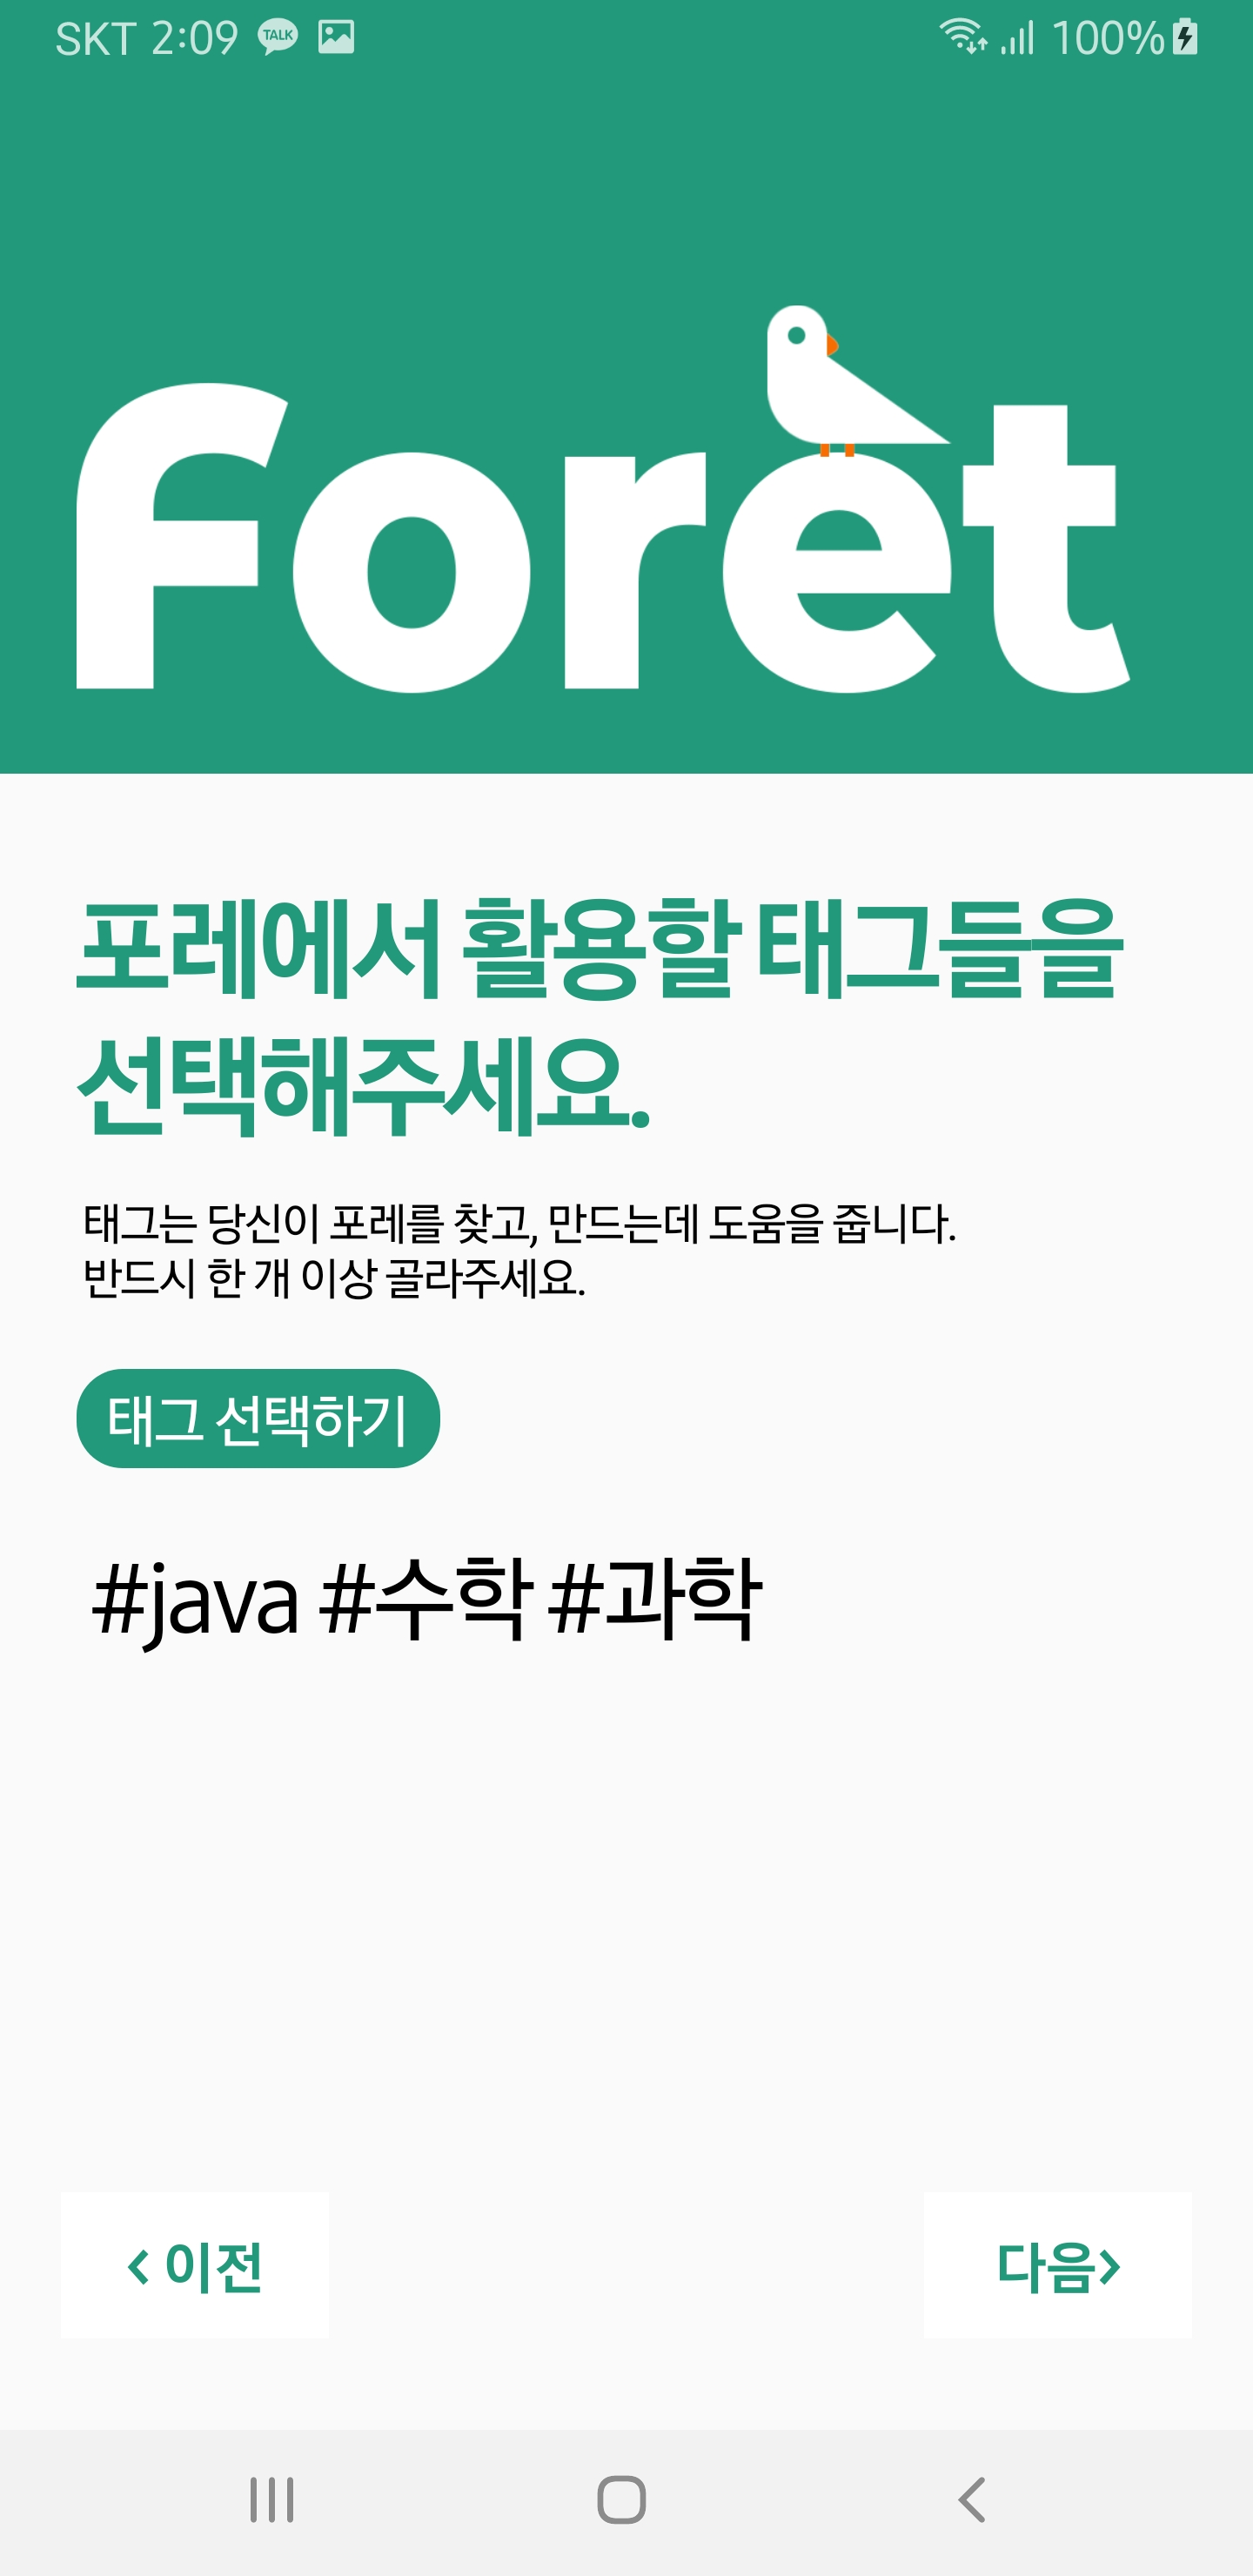 SKT 2:09 TALK 100%
Foret
포레에서 활용할 태그들을
선택해주세요.
태그는 당신이 포레를 찾고, 만드는데 도움을 줍니다.
반드시 한 개 이상 골라주세요.
태그 선택하기
#java #수학 #과학
이전
다음